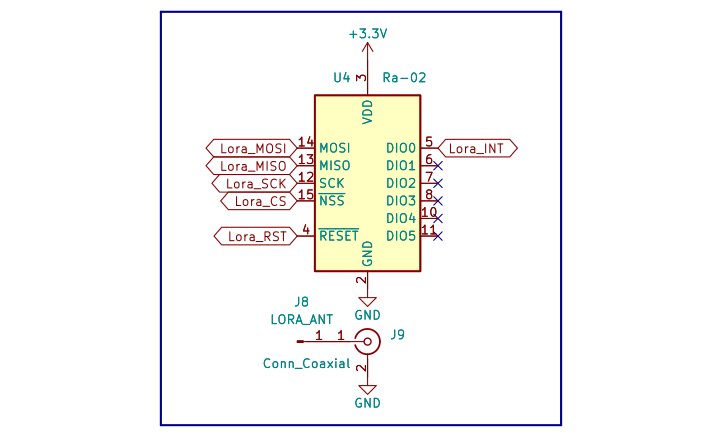 +3.3V
U4 3 Ra-02
VDD
Lora_MOSI 14 MOSI DIO0 5 Lora_INT
Lora_MISO 13 MISO DIO1 6
Lora_SCK 12 SCK DIO2 7
Lora_CS 15 NSS DIO3 8
DIO4 10
Lora_RST 4 RESET DIO5 11
GND
2
GND
J8
LORA_ANT
1 1 J9
Conn_Coaxial 2
GND